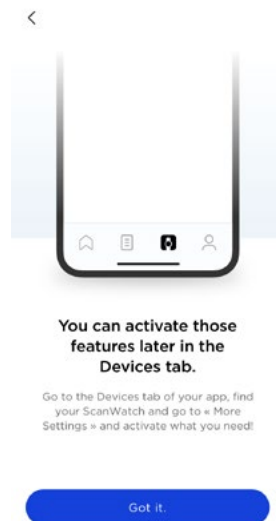 You can activate those
features later in the
Devices tab.
Go to the Devices tab of your app, find
your ScanWatch and go to « More
Settings » and activate what you need!
Got it.